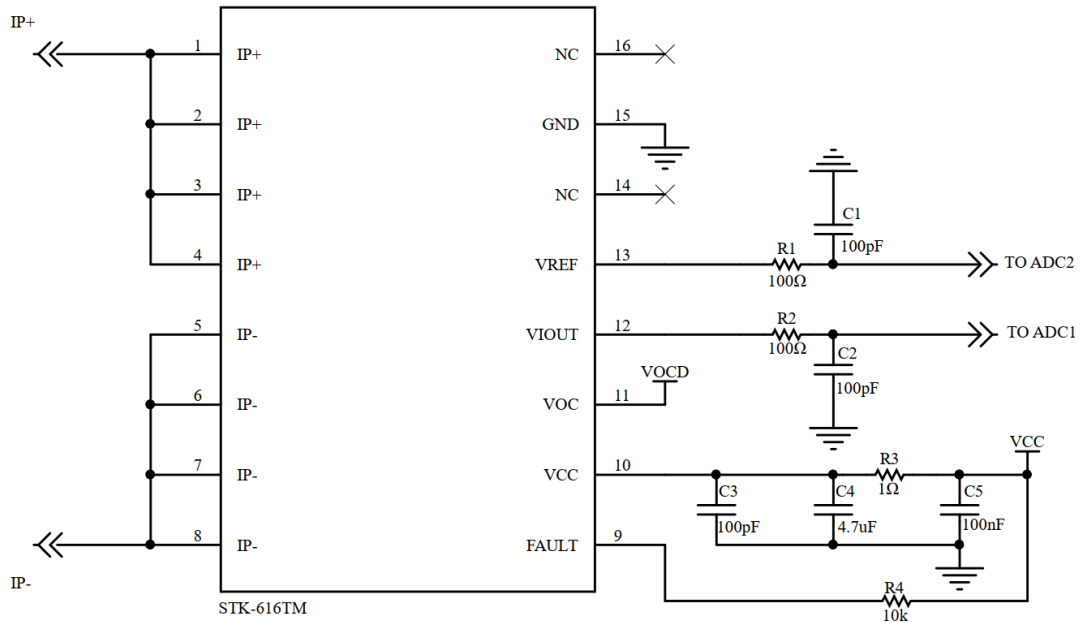 IP+
1 IP+ NC 16
2 IP+ GND 15
3 IP+ NC 14
C1
100pF
4 IP+ VREF 13 R1 TO ADC2
100Ω
5 IP- VIOUT 12 R2 TO ADC1
100Ω
C2
100pF
VOCD
6 IP- VOC 11
VCC
7 IP- VCC 10 R3
1Ω
C3 C4 C5
100pF 4.7uF 100nF
8 IP- FAULT 9
IP-
R4
10k
STK-616TM